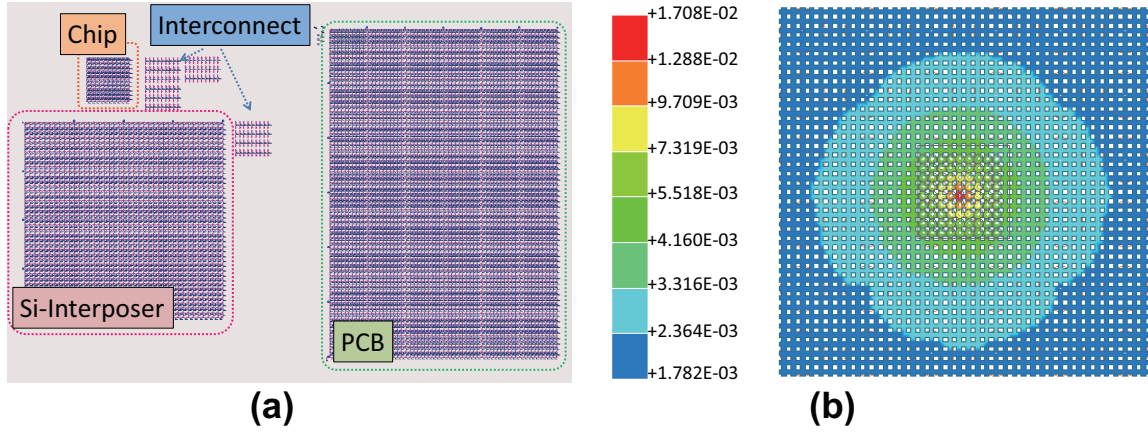 Chip
Interconnect
Si-Interposer
PCB
(a)
+1.708E-02
+1.288E-02
+9.709E-03
+7.319E-03
+5.518E-03
+4.160E-03
+3.316E-03
+2.364E-03
+1.782E-03
(b)